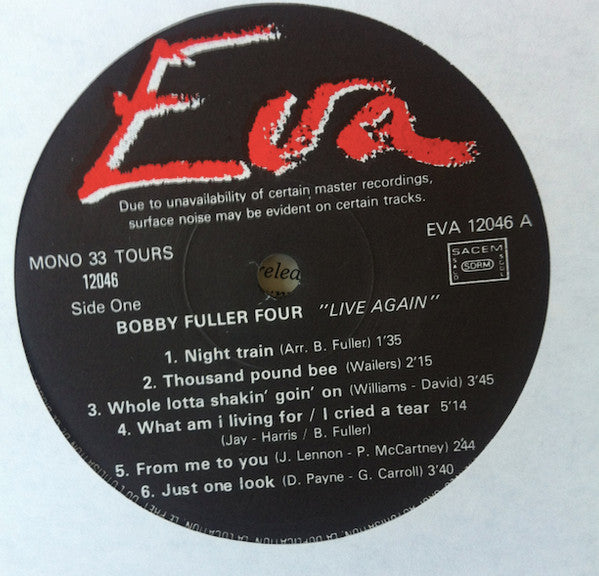 Eva
Due to unavailability of certain master recordings,
surface noise may be evident on certain tracks.
EVA 12046 A
MONO 33 TOURS
12046
Side One
SACEM
SDRM
relea
BOBBY FULLER FOUR "LIVE AGAIN"
1. Night train (Arr. B. Fuller) 1'35
2. Thousand pound bee (Wailers) 2'15
3. Whole lotta shakin' goin' on (Williams - David) 3'45
4. What am i living for / I cried a tear 5'14
(Jay - Harris / B. Fuller)
5. From me to you (J. Lennon - P. McCartney) 2'44
6. Just one look (D. Payne - G. Carroll) 3'40